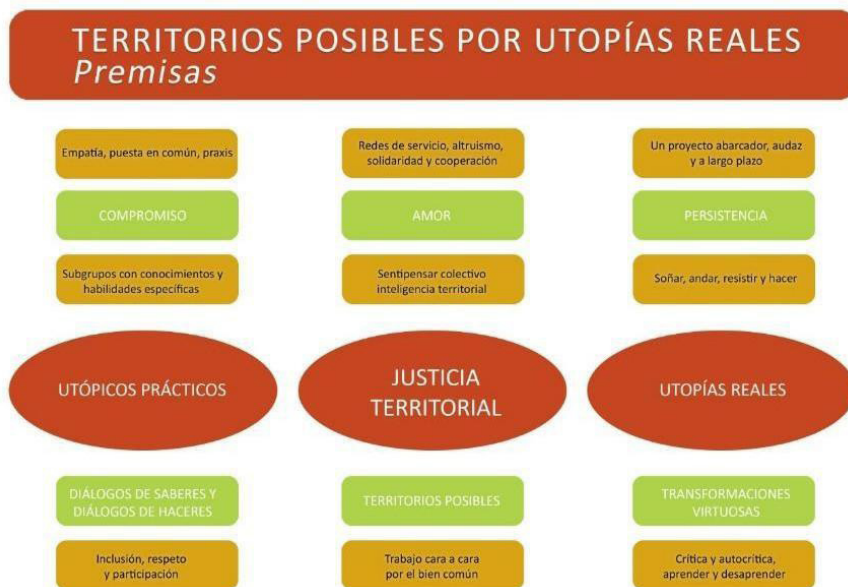 TERRITORIOS POSIBLES POR UTOPÍAS REALES
Premisas
Empatía, puesta en común, praxis
Redes de servicio, altruismo,
solidaridad y cooperación
Un proyecto abarcador, audaz
y a largo plazo
COMPROMISO
AMOR
PERSISTENCIA
Subgrupos con conocimientos y
habilidades específicas
Sentipensar colectivo
inteligencia territorial
Soñar, andar, resistir y hacer
UTÓPICOS PRÁCTICOS
JUSTICIA
TERRITORIAL
UTOPÍAS REALES
DIÁLOGOS DE SABERES Y
DIÁLOGOS DE HACERES
TERRITORIOS POSIBLES
TRANSFORMACIONES
VIRTUOSAS
Inclusión, respeto
y participación
Trabajo cara a cara
por el bien común
Crítica y autocrítica,
aprender y desaprender